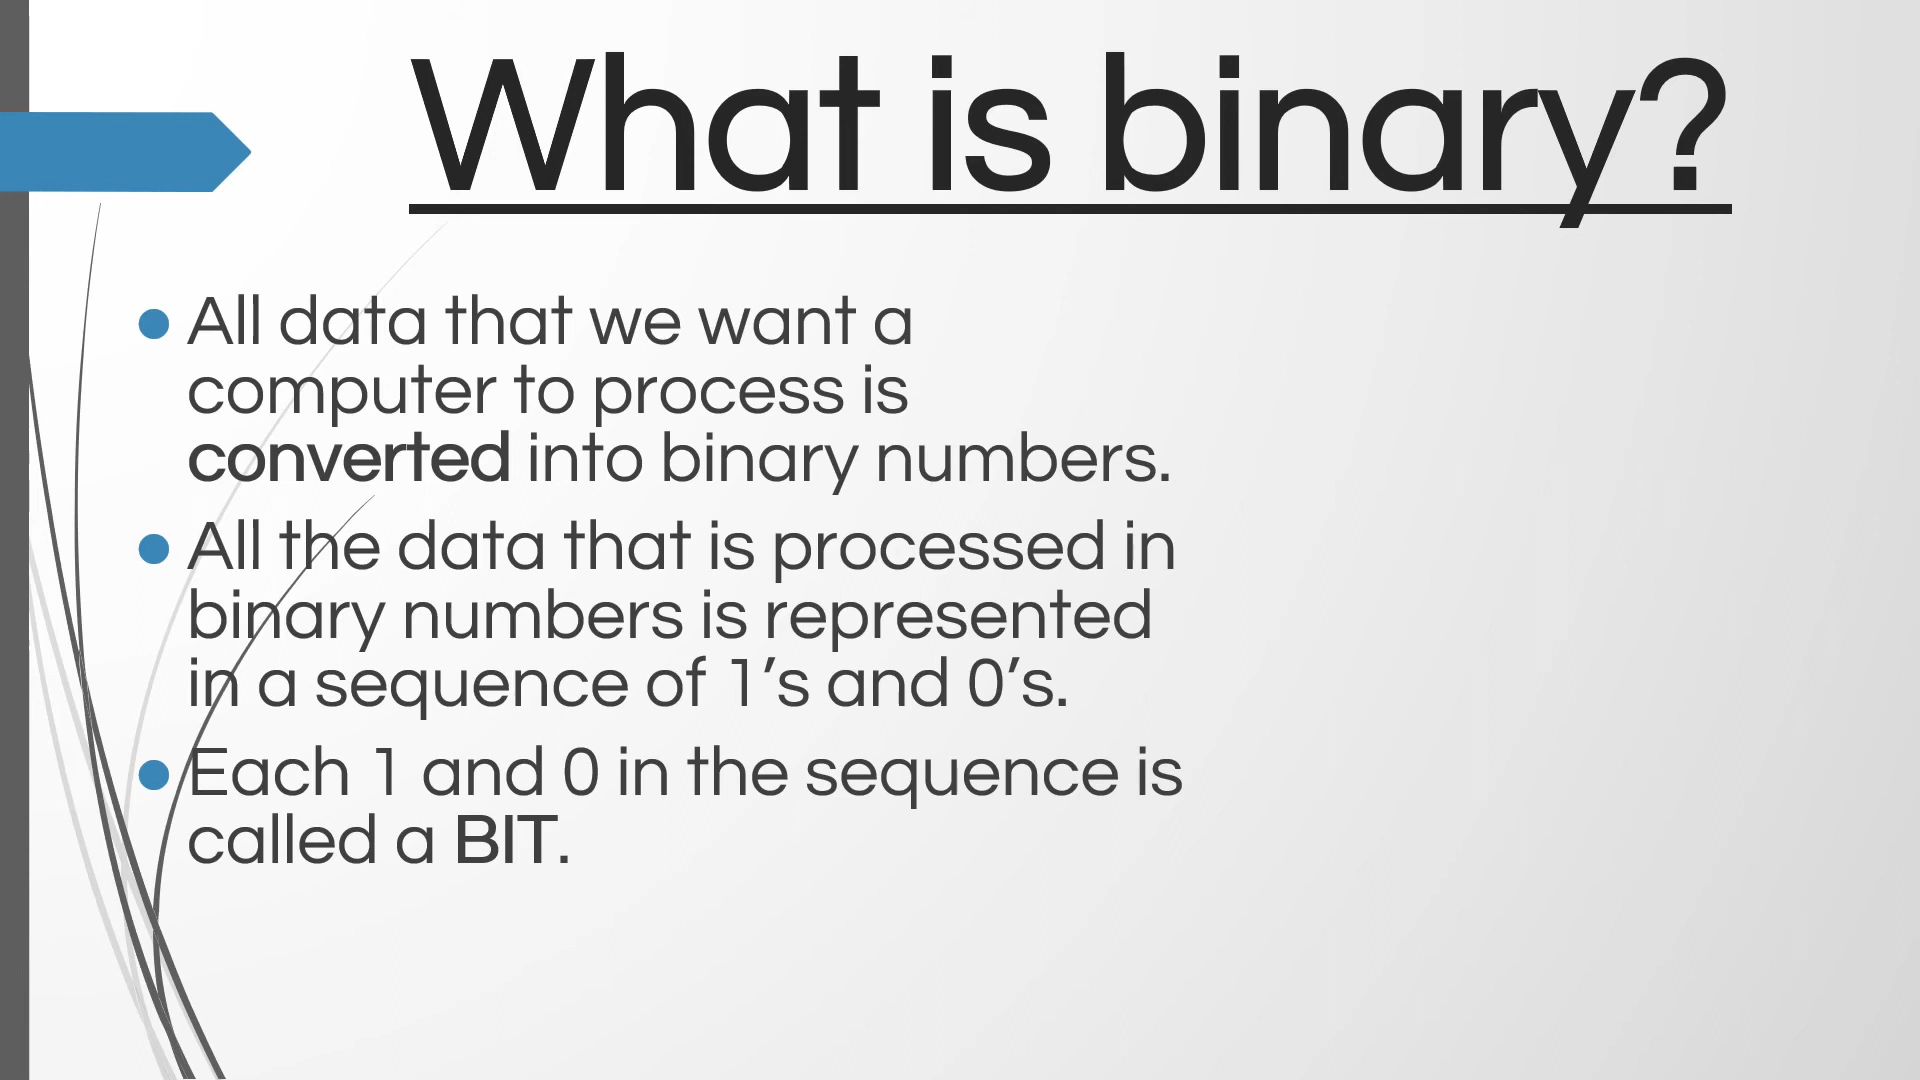 What is binary?
All data that we want a
computer to process is
converted into binary numbers.
All the data that is processed in
binary numbers is represented
in a sequence of 1’s and 0’s.
Each 1 and 0 in the sequence is
called a BIT.